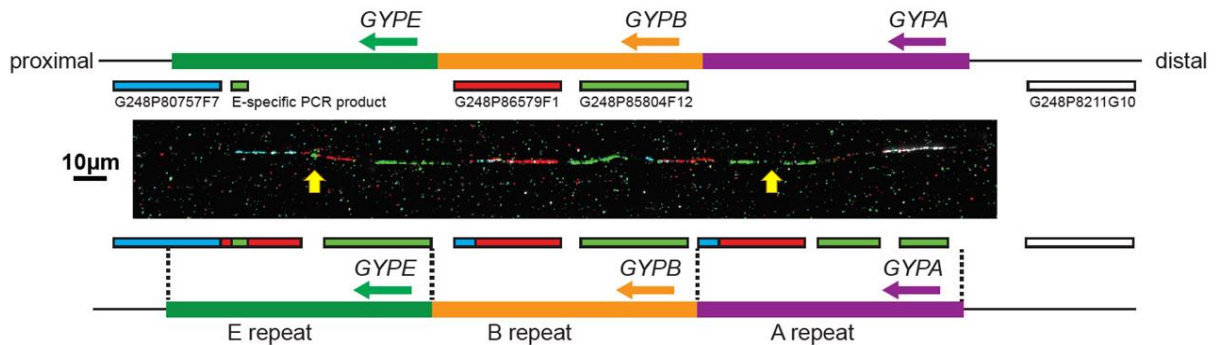 GYPE GYPB GYPA
proximal distal
G248P80757F7 E-specific PCR product G248P86579F1 G248P85804F12 G248P8211G10
10µm
GYPE GYPB GYPA
E repeat B repeat A repeat